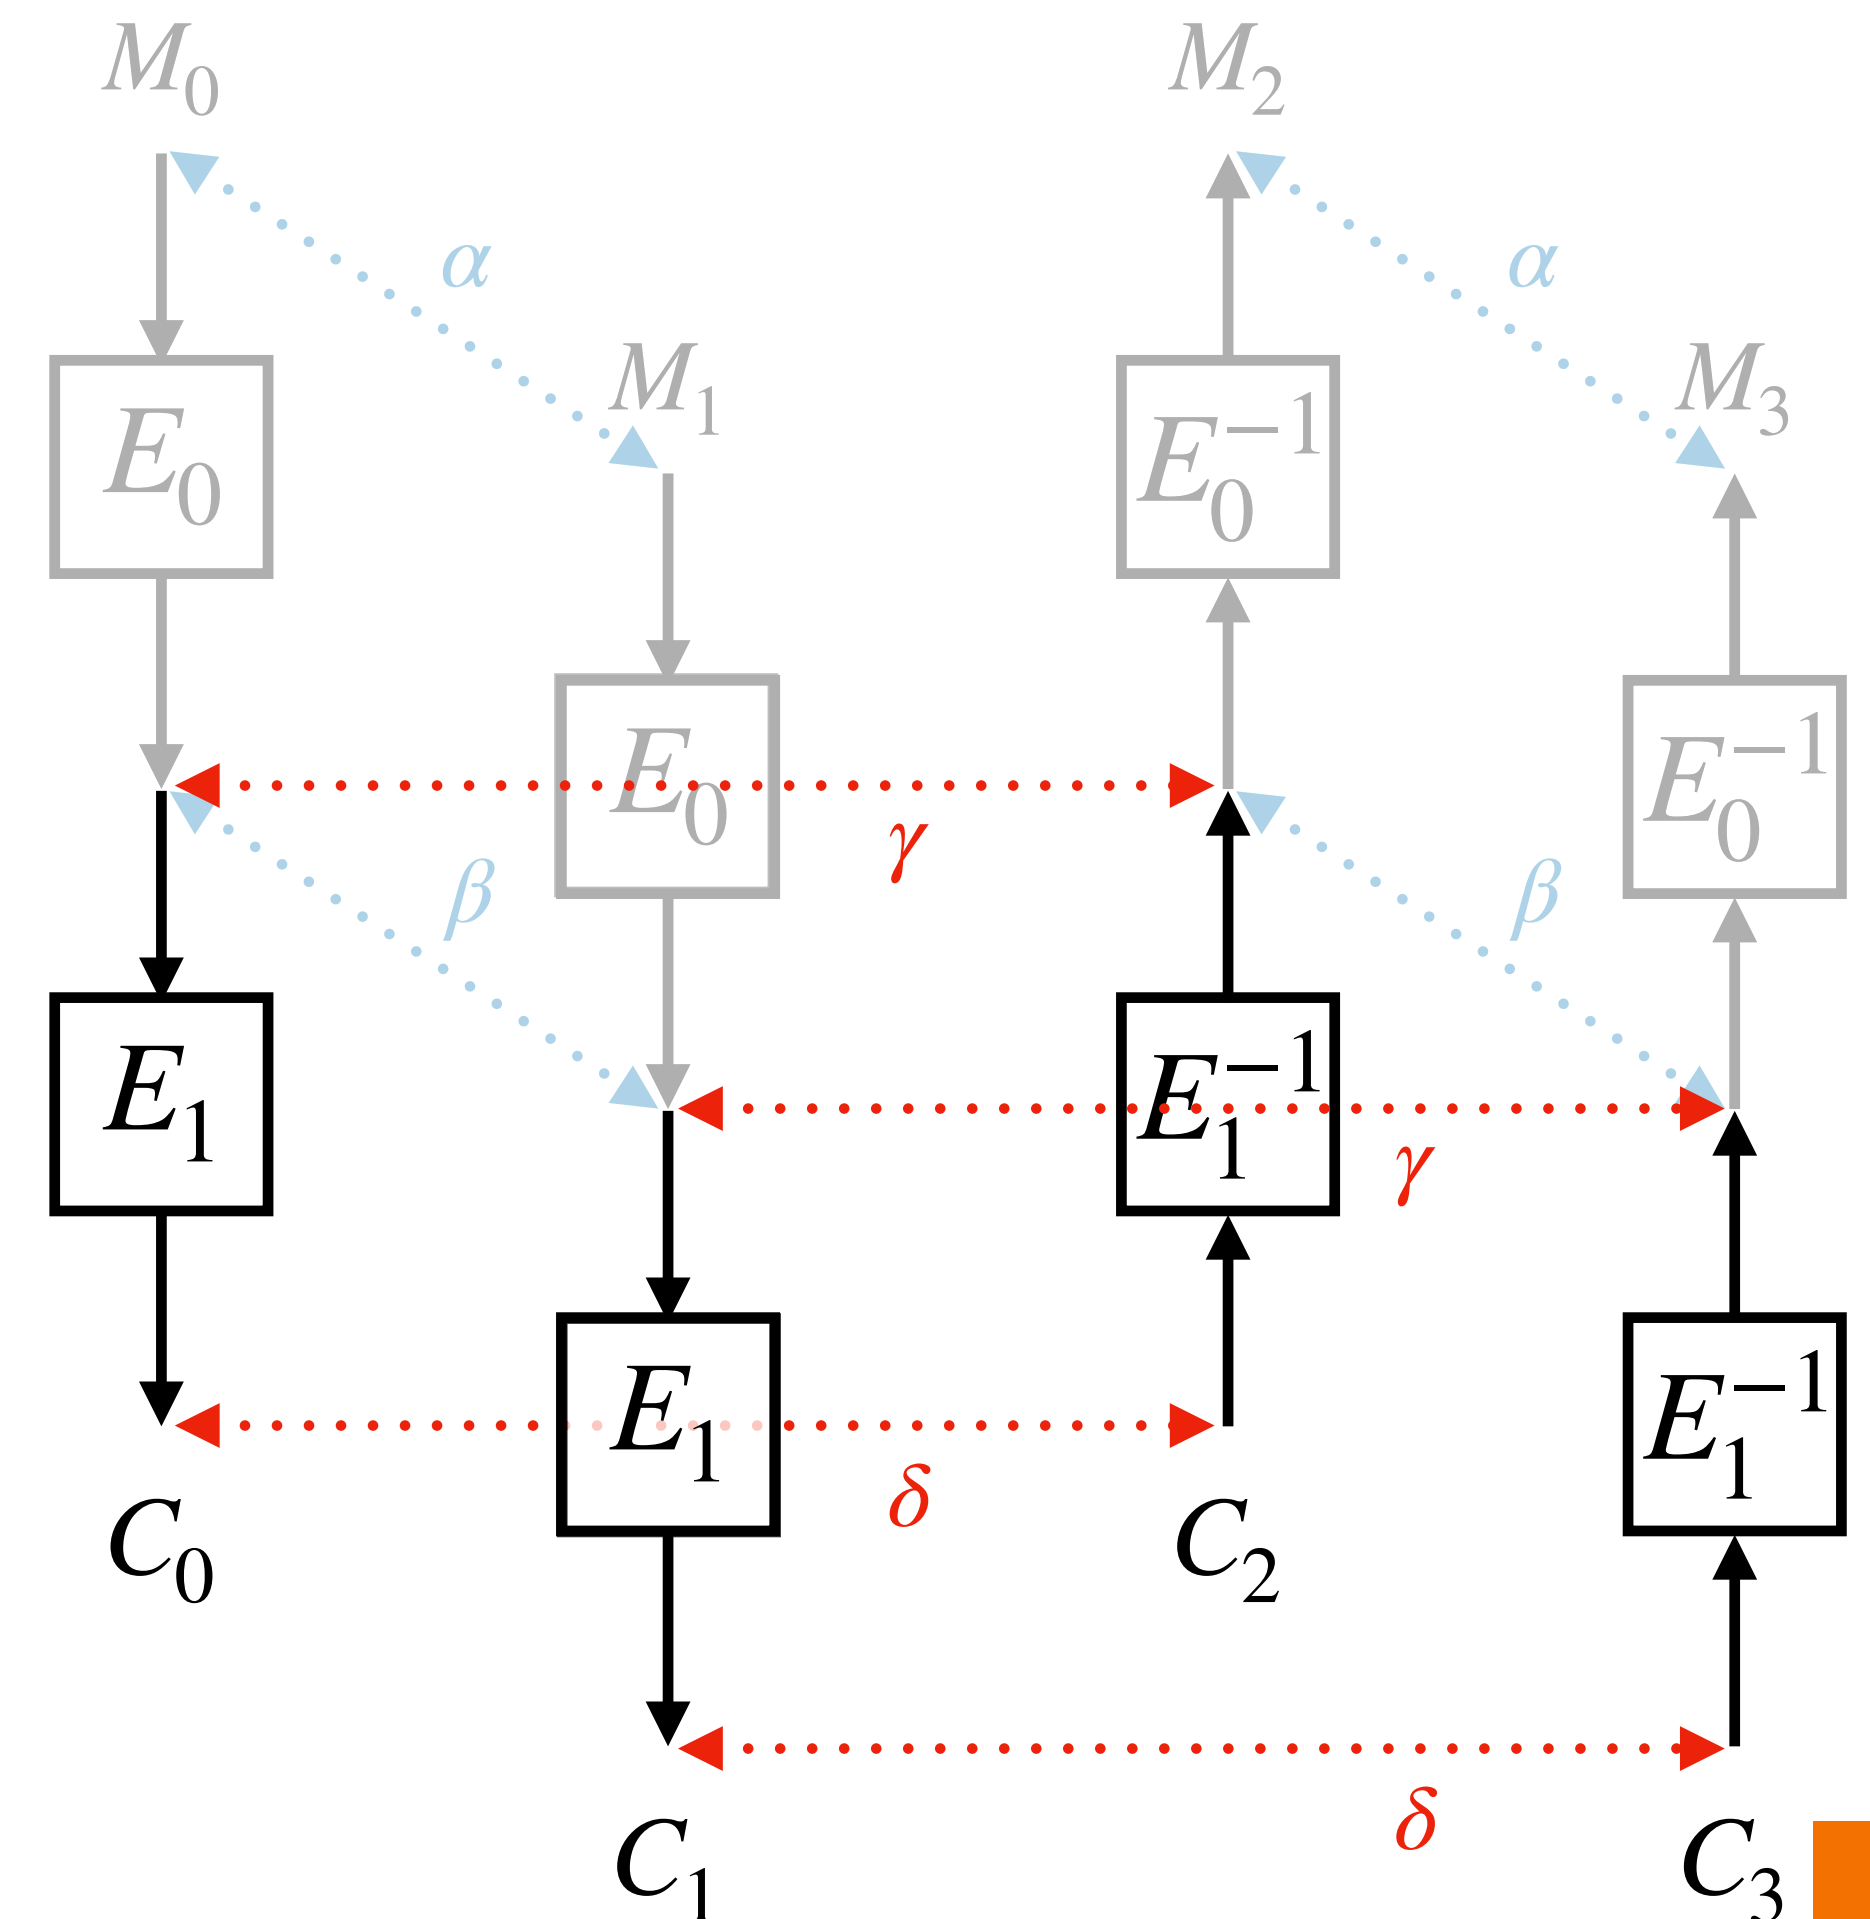 M₀ M₂
α α
M₁ M₃
E₀ E₀⁻¹
E₀ E₀⁻¹
γ
β β
E₁ E₁⁻¹
γ
E₁ E₁⁻¹
δ
C₀ C₂
δ
C₁ C₃